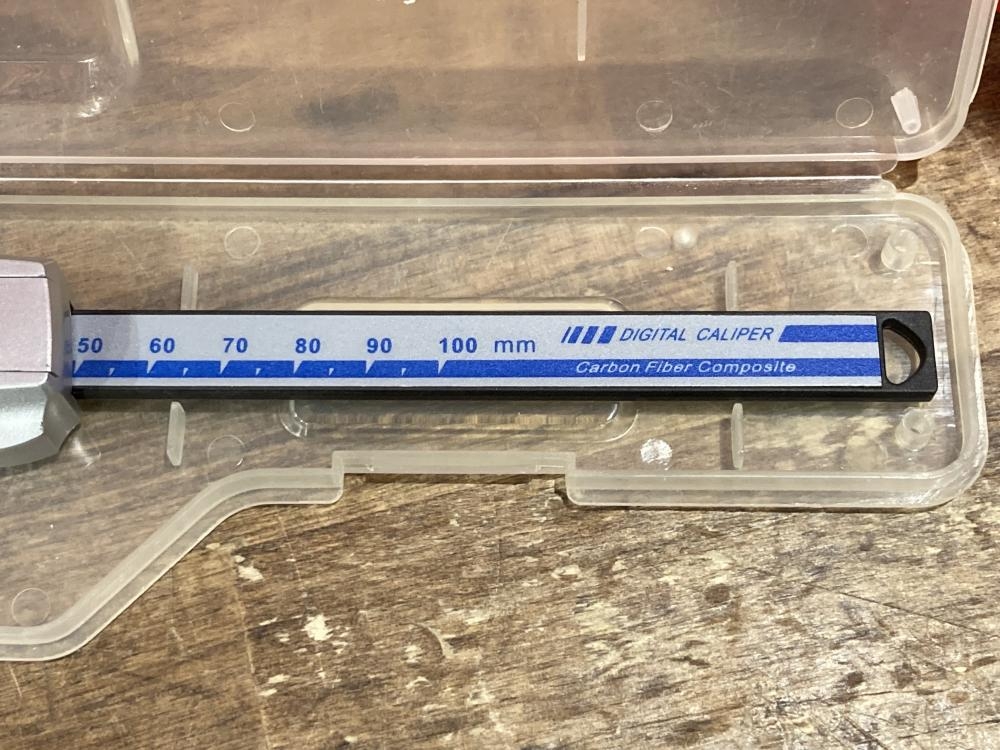 50 60 70 80 90 100 mm
DIGITAL CALIPER
Carbon Fiber Composite